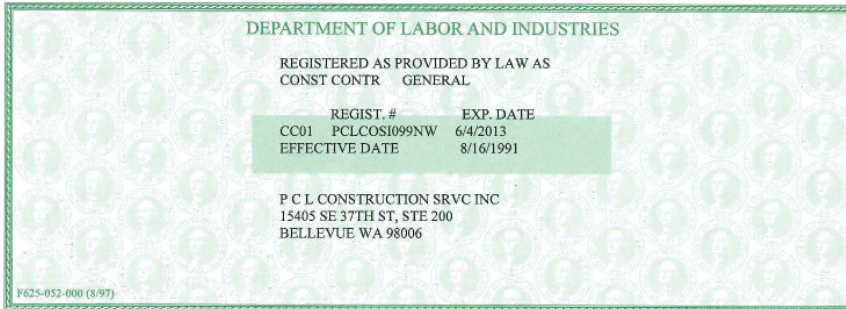 DEPARTMENT OF LABOR AND INDUSTRIES
REGISTERED AS PROVIDED BY LAW AS
CONST CONTR GENERAL
REGIST. # EXP. DATE
CC01 PCLCOSI099NW 6/4/2013
EFFECTIVE DATE 8/16/1991
P C L CONSTRUCTION SRVC INC
15405 SE 37TH ST, STE 200
BELLEVUE WA 98006
F625-052-000 (8/97)